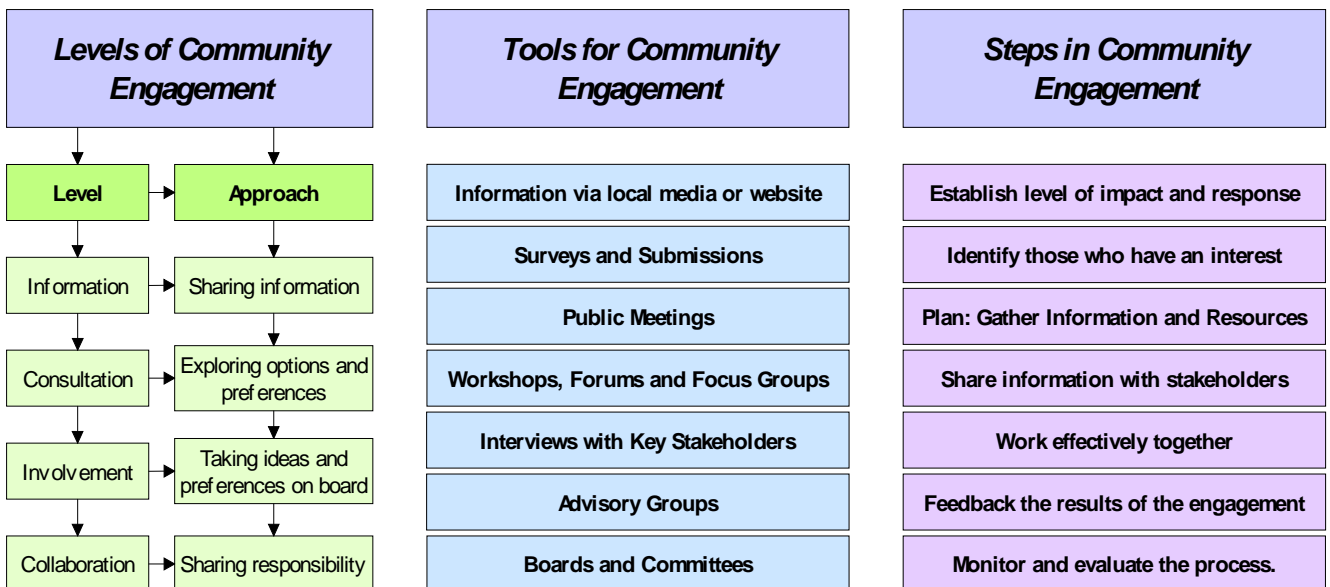 Levels of Community
Engagement
Level
Approach
Information
Sharing information
Consultation
Exploring options and
preferences
Involvement
Taking ideas and
preferences on board
Collaboration
Sharing responsibility
Tools for Community
Engagement
Information via local media or website
Surveys and Submissions
Public Meetings
Workshops, Forums and Focus Groups
Interviews with Key Stakeholders
Advisory Groups
Boards and Committees
Steps in Community
Engagement
Establish level of impact and response
Identify those who have an interest
Plan: Gather Information and Resources
Share information with stakeholders
Work effectively together
Feedback the results of the engagement
Monitor and evaluate the process.